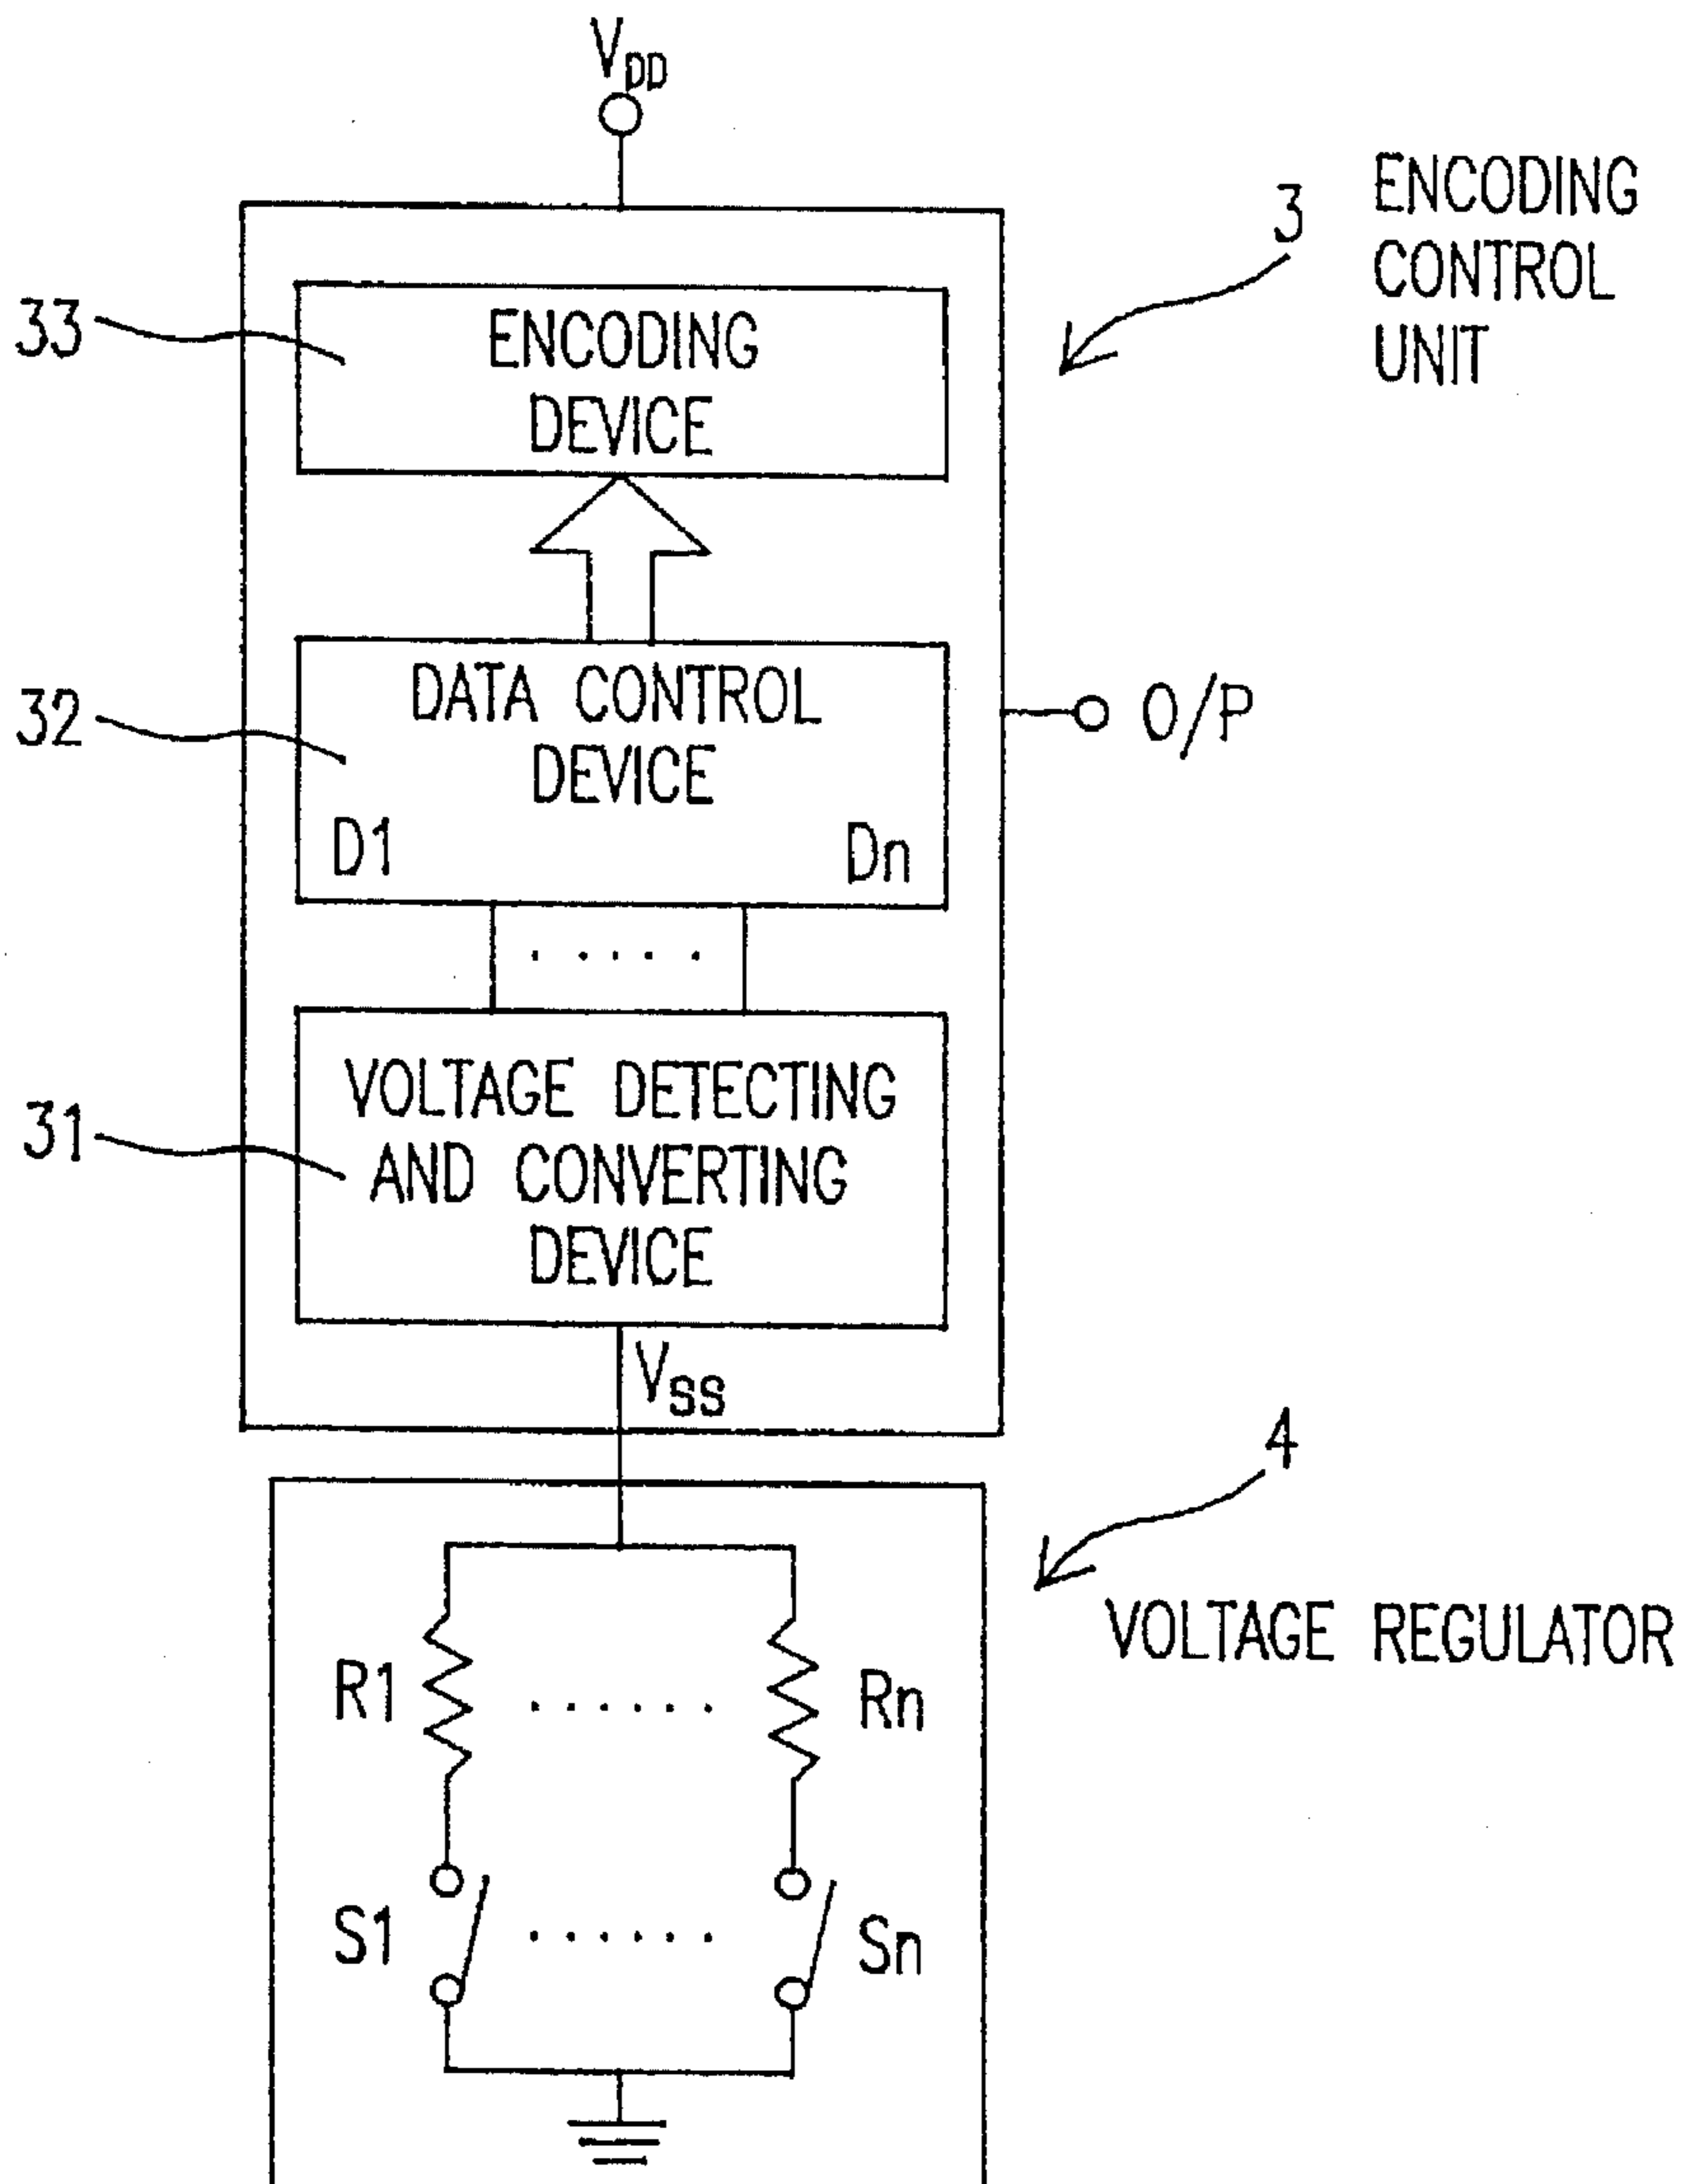 VDD
3 ENCODING
CONTROL
UNIT
33
ENCODING
DEVICE
32
DATA CONTROL
DEVICE
D1 Dn
O/P
31
VOLTAGE DETECTING
AND CONVERTING
DEVICE
VSS
4
VOLTAGE REGULATOR
R1 Rn
S1 Sn